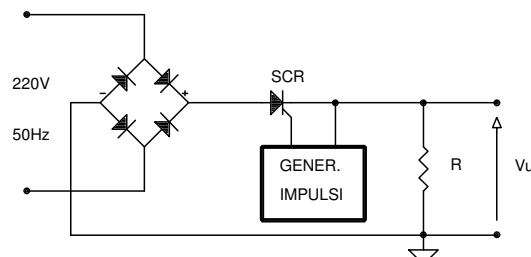 SCR
220V
- +
50Hz
GENER.
IMPULSI
R
Vu